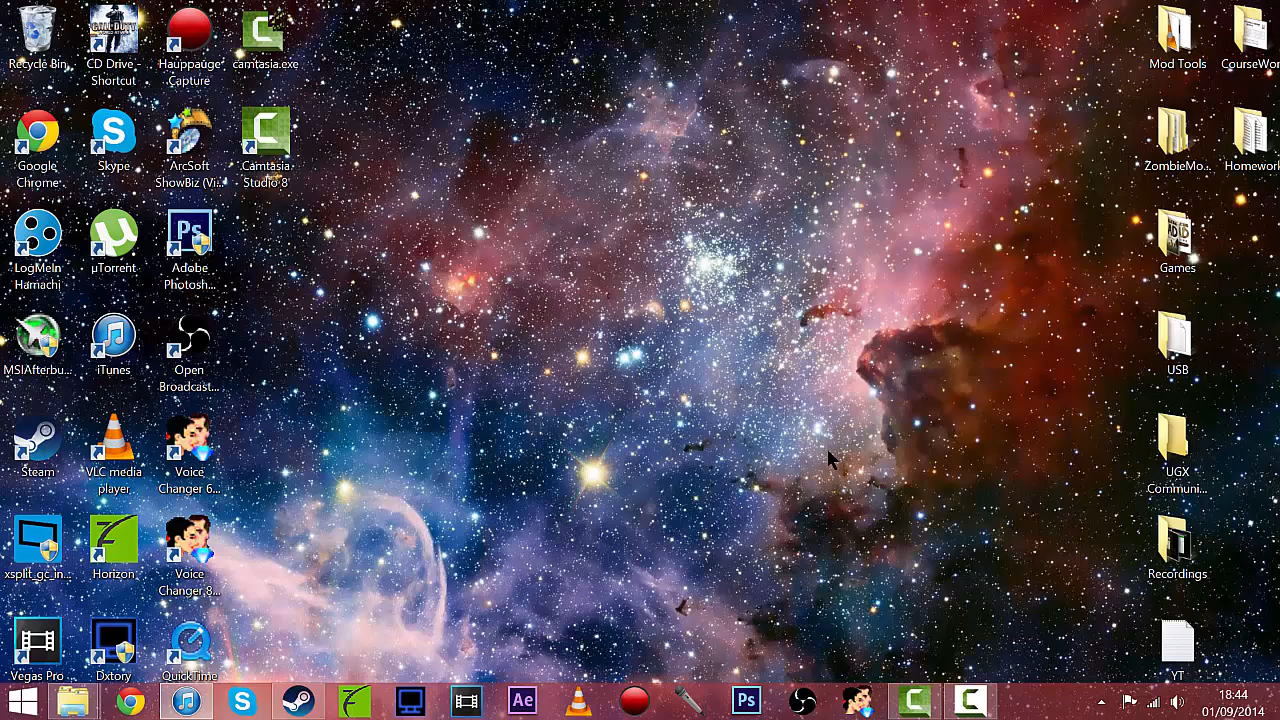 Recycle Bin
CD Drive -
Shortcut
Hauppauge
Capture
camtasia.exe
Mod Tools
CourseWor
Google
Chrome
Skype
ArcSoft
ShowBiz (Vi...
Camtasia
Studio 8
ZombieMo...
Homework
LogMeIn
Hamachi
µTorrent
Adobe
Photosh...
Games
MSIAfterbu...
iTunes
Open
Broadcast...
USB
Steam
VLC media
player
Voice
Changer 6...
UGX
Communi...
xsplit_gc_in...
Horizon
Voice
Changer 8...
Recordings
Vegas Pro
Dxtory
QuickTime
YT
18:44
01/09/2014